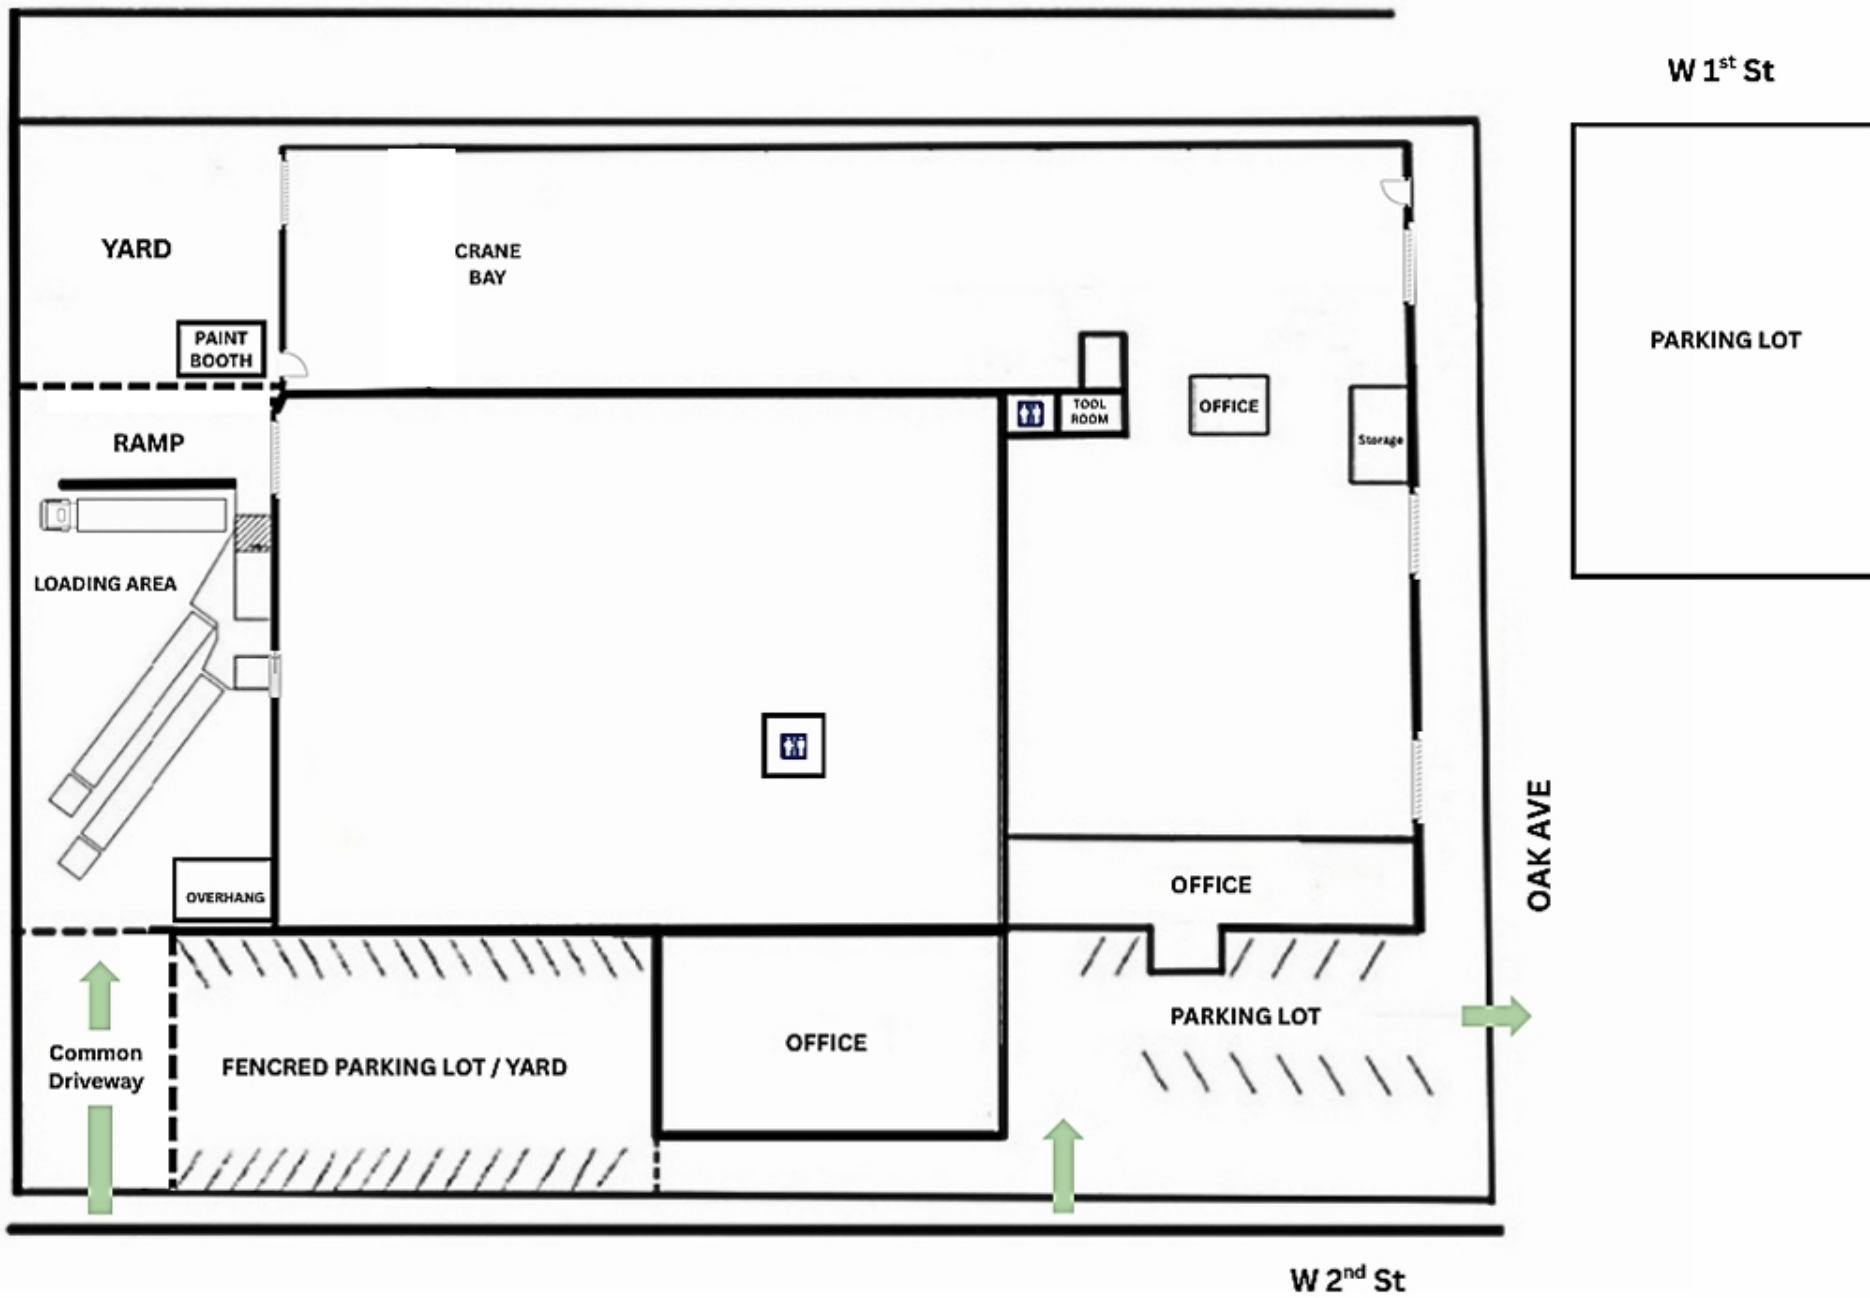 W 1st St
YARD
CRANE
BAY
PAINT
BOOTH
PARKING LOT
RAMP
TOOL
ROOM
OFFICE
Storage
LOADING AREA
OVERHANG
OFFICE
OAK AVE
Common
Driveway
FENCRED PARKING LOT / YARD
OFFICE
PARKING LOT
W 2nd St